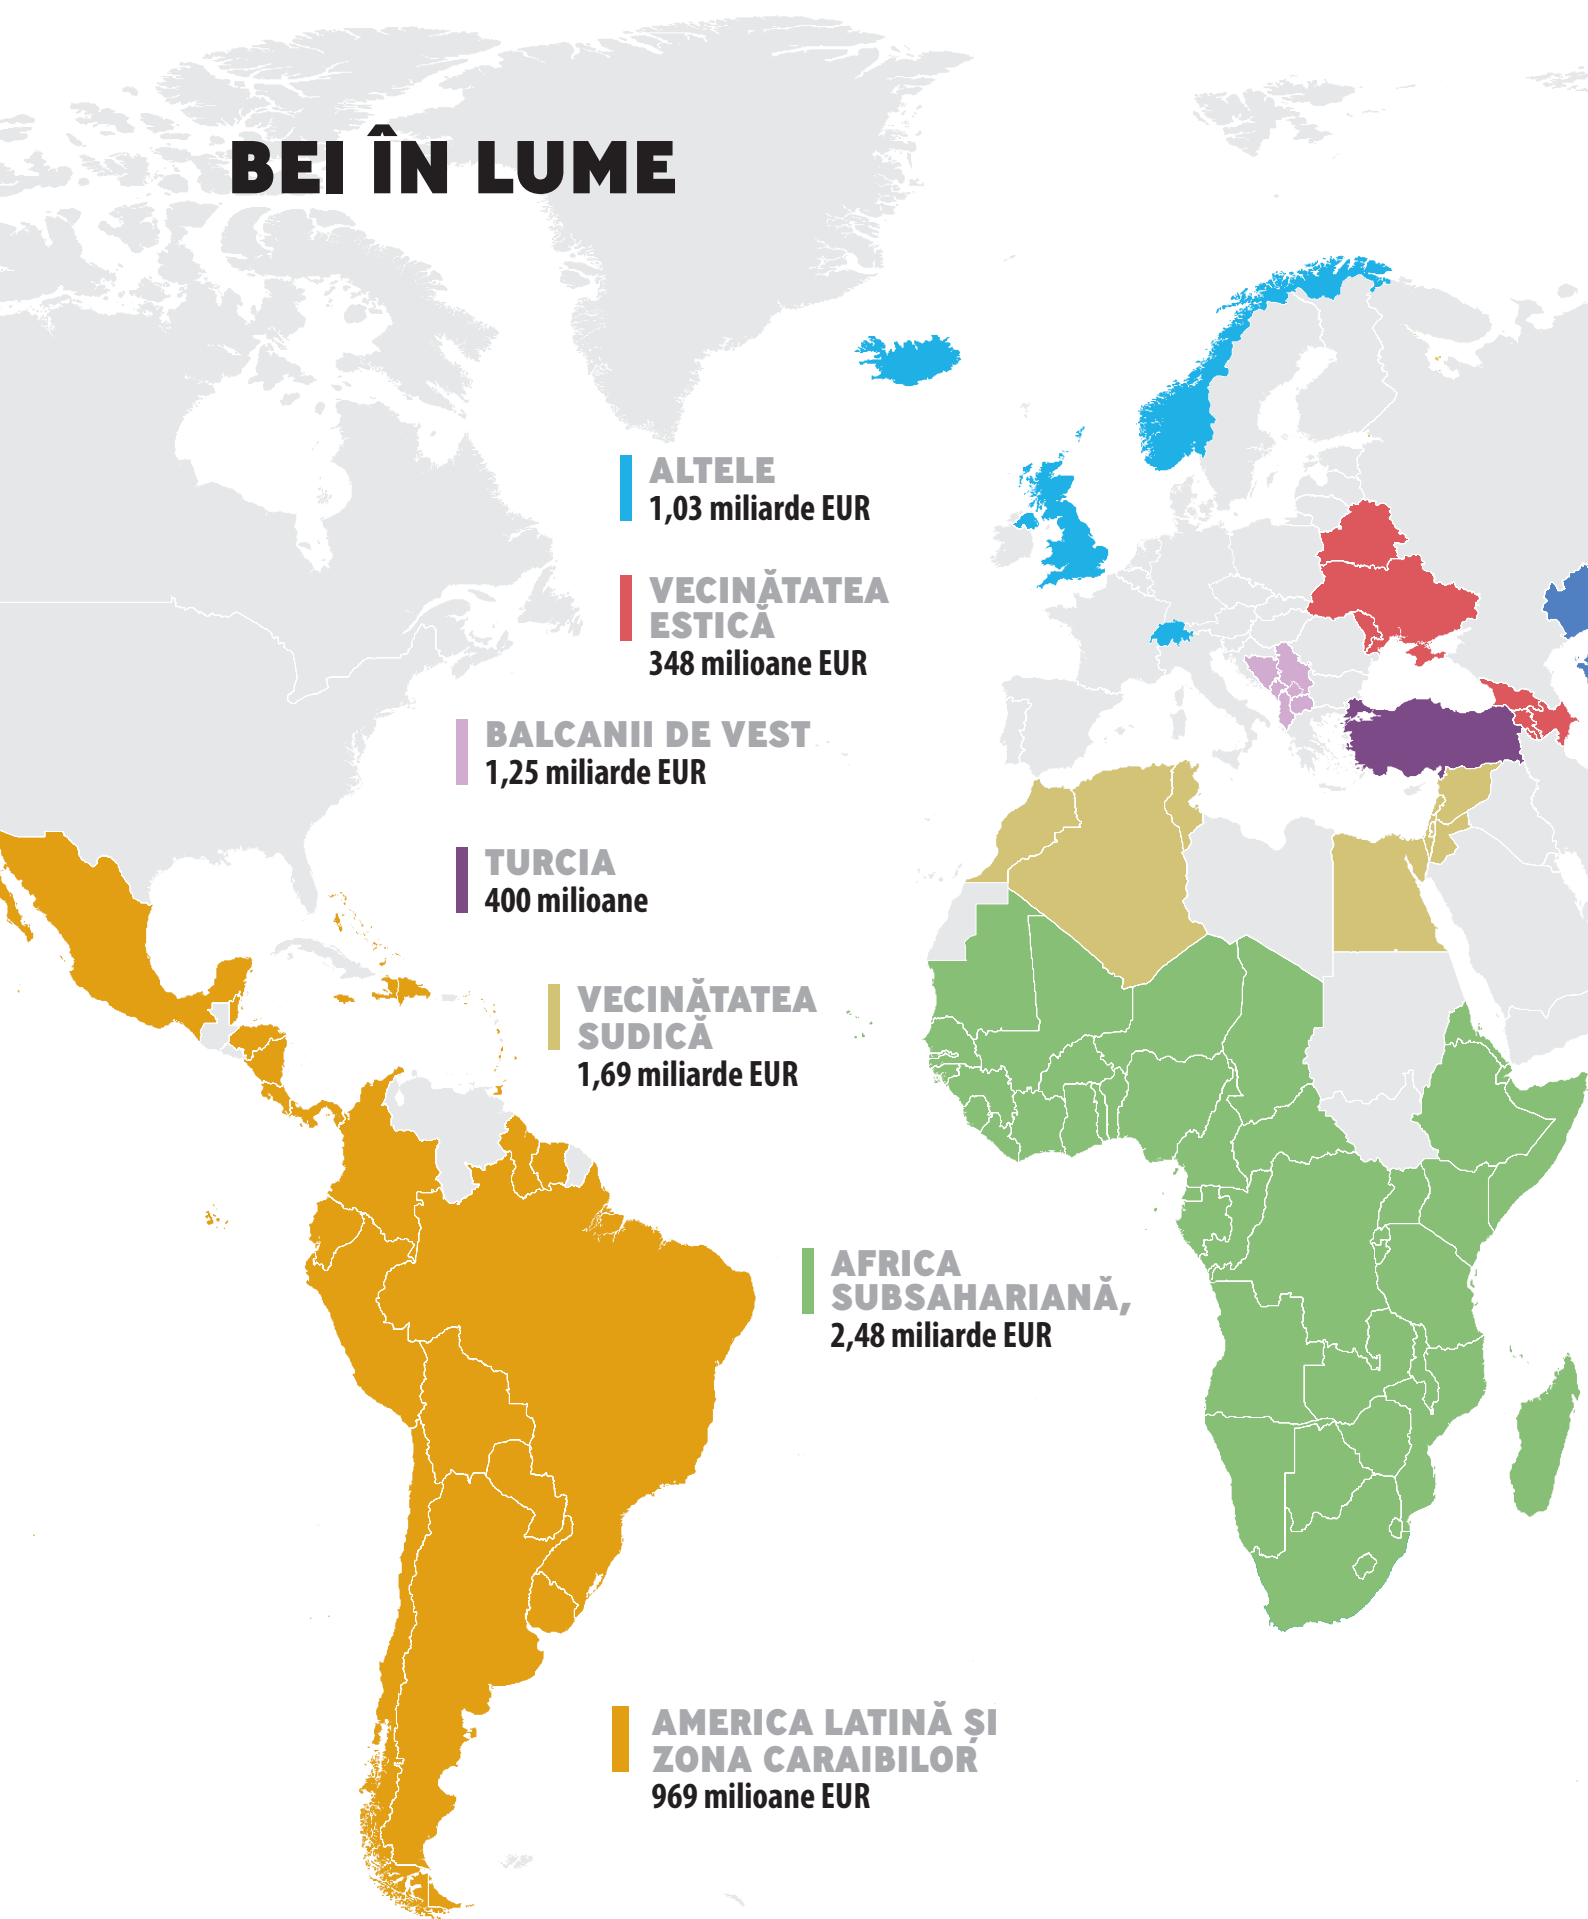 BEI ÎN LUME
ALTELE
1,03 miliarde EUR
VECINĂTATEA
ESTICĂ
348 milioane EUR
BALCANII DE VEST
1,25 miliarde EUR
TURCIA
400 milioane
VECINĂTATEA
SUDICĂ
1,69 miliarde EUR
AFRICA
SUBSAHARIANĂ,
2,48 miliarde EUR
AMERICA LATINĂ ȘI
ZONA CARAIBILOR
969 milioane EUR